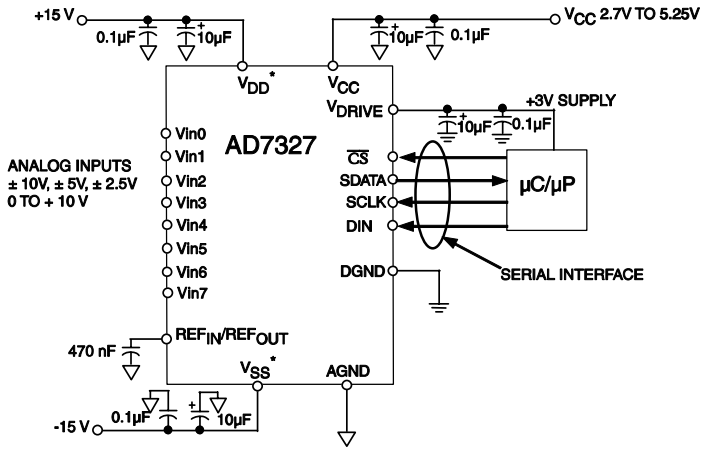 +15 V
0.1µF
+
10µF
+
10µF
0.1µF
VCC 2.7V TO 5.25V
VDD*
VCC
VDRIVE
+3V SUPPLY
+
10µF
0.1µF
AD7327
Vin0
Vin1
Vin2
Vin3
Vin4
Vin5
Vin6
Vin7
ANALOG INPUTS
± 10V, ± 5V, ± 2.5V
0 TO + 10 V
CS
SDATA
SCLK
DIN
µC/µP
DGND
SERIAL INTERFACE
REFIN/REFOUT
470 nF
VSS*
AGND
0.1µF
+
10µF
-15 V